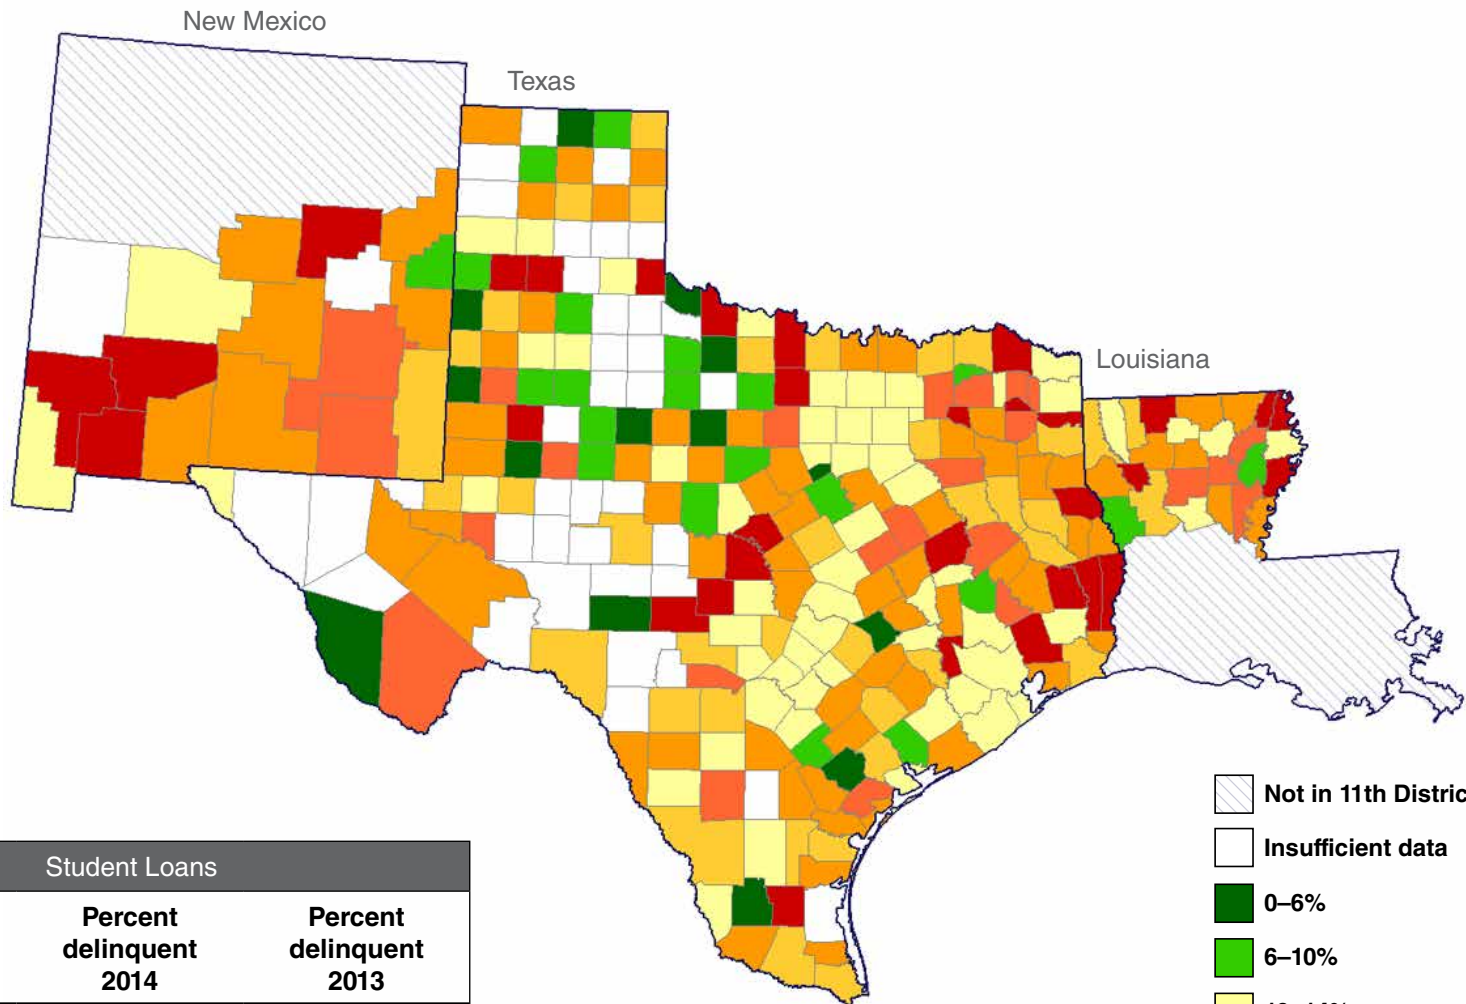 New Mexico
Texas
Louisiana
Not in 11th Distric
Insufficient data
0–6%
6–10%
Student Loans
Percent
delinquent
2014
Percent
delinquent
2013